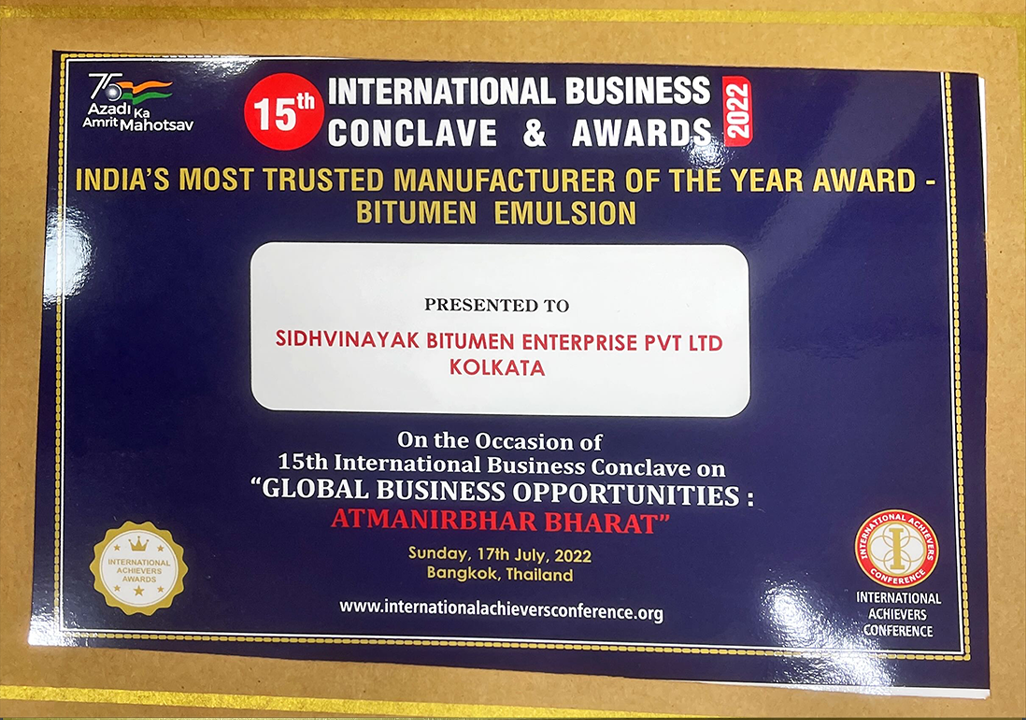 75
Azadi Ka
Amrit Mahotsav
15th
INTERNATIONAL BUSINESS
CONCLAVE & AWARDS
2022
INDIA'S MOST TRUSTED MANUFACTURER OF THE YEAR AWARD -
BITUMEN EMULSION
PRESENTED TO
SIDHVINAYAK BITUMEN ENTERPRISE PVT LTD
KOLKATA
On the Occasion of
15th International Business Conclave on
“GLOBAL BUSINESS OPPORTUNITIES :
ATMANIRBHAR BHARAT”
Sunday, 17th July, 2022
Bangkok, Thailand
www.internationalachieversconference.org
INTERNATIONAL
ACHIEVERS
AWARDS
INTERNATIONAL ACHIEVERS
CONFERENCE
I
INTERNATIONAL
ACHIEVERS
CONFERENCE